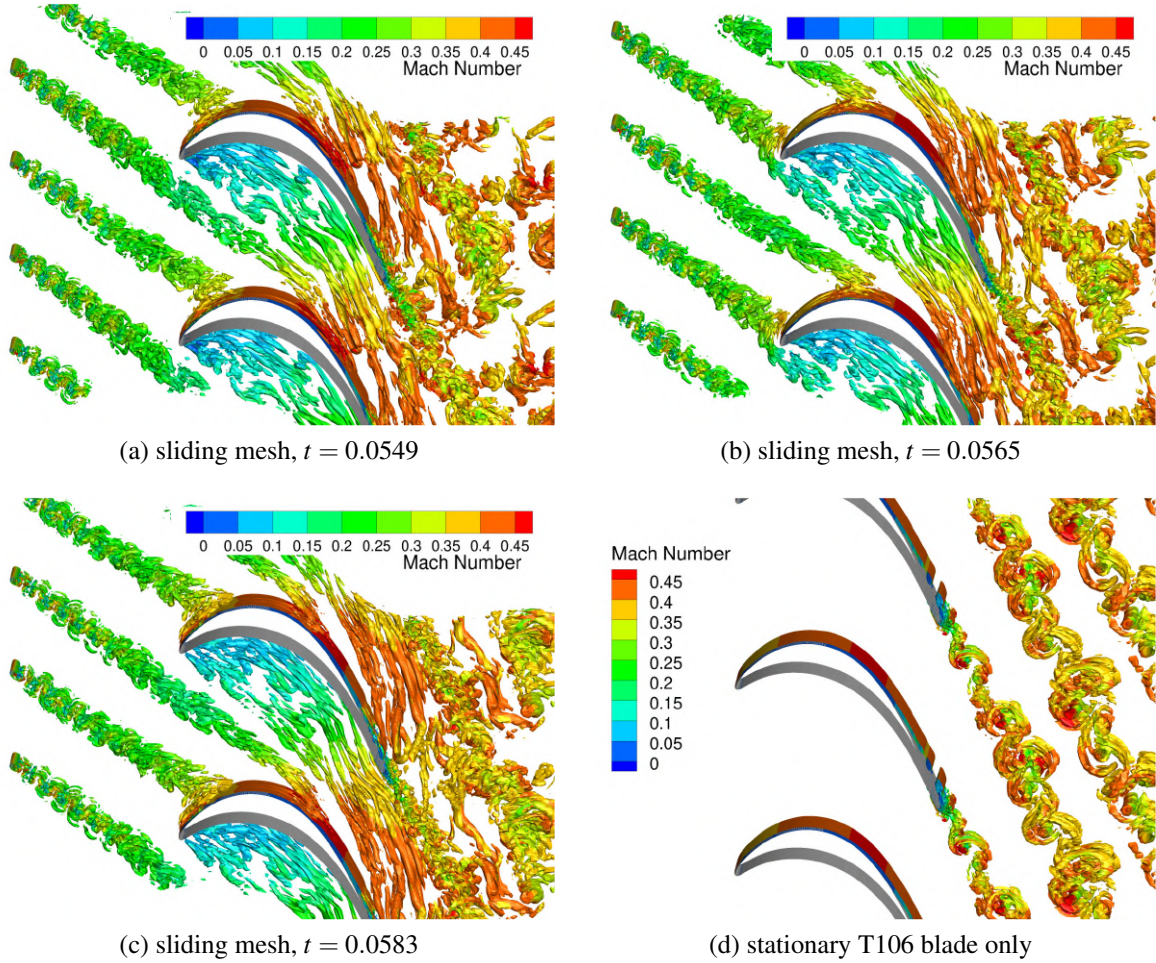 0 0.05 0.1 0.15 0.2 0.25 0.3 0.35 0.4 0.45
Mach Number
0 0.05 0.1 0.15 0.2 0.25 0.3 0.35 0.4 0.45
Mach Number
(a) sliding mesh, t = 0.0549
(b) sliding mesh, t = 0.0565
0 0.05 0.1 0.15 0.2 0.25 0.3 0.35 0.4 0.45
Mach Number
Mach Number
0.45
0.4
0.35
0.3
0.25
0.2
0.15
0.1
0.05
0
(c) sliding mesh, t = 0.0583
(d) stationary T106 blade only